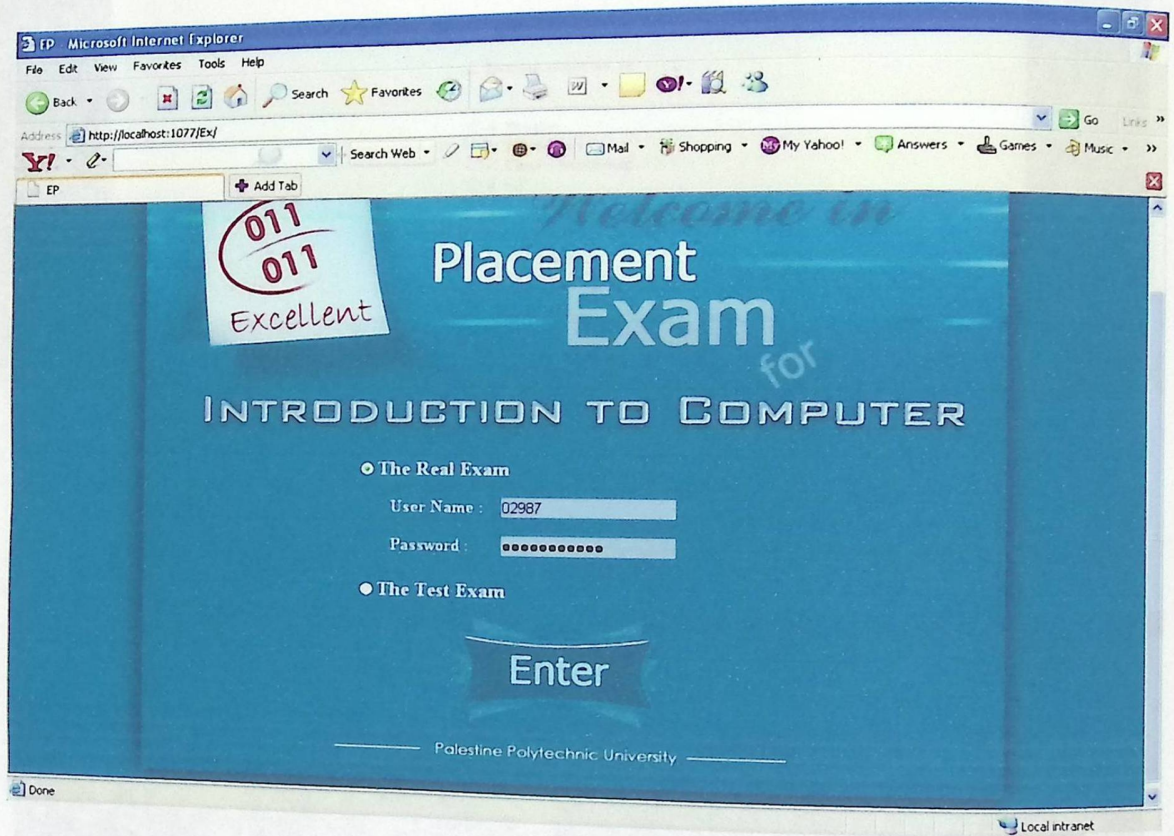 EP - Microsoft Internet Explorer
File Edit View Favorites Tools Help
Back Search Favorites
Address http://localhost:1077/Ex/ Go Links »
Y! Search Web Mail Shopping My Yahoo! Answers Games Music »
EP Add Tab
Welcome in
011
011
Excellent
Placement
Exam
for
INTRODUCTION TO COMPUTER
The Real Exam
User Name : 02987
Password :
The Test Exam
Enter
Palestine Polytechnic University
Done
Local intranet